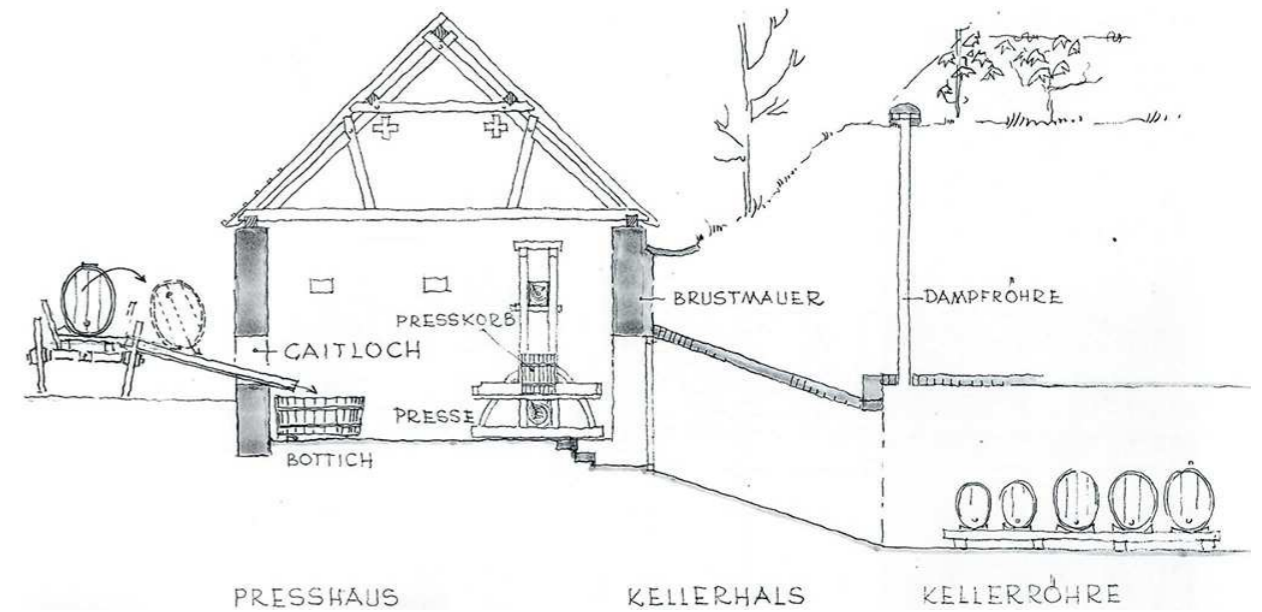 BRUSTMAUER
DAMPFRÖHRE
PRESSKORB
GAITLOCH
PRESSE
BOTTICH
PRESSHAUS
KELLERHALS
KELLERRÖHRE